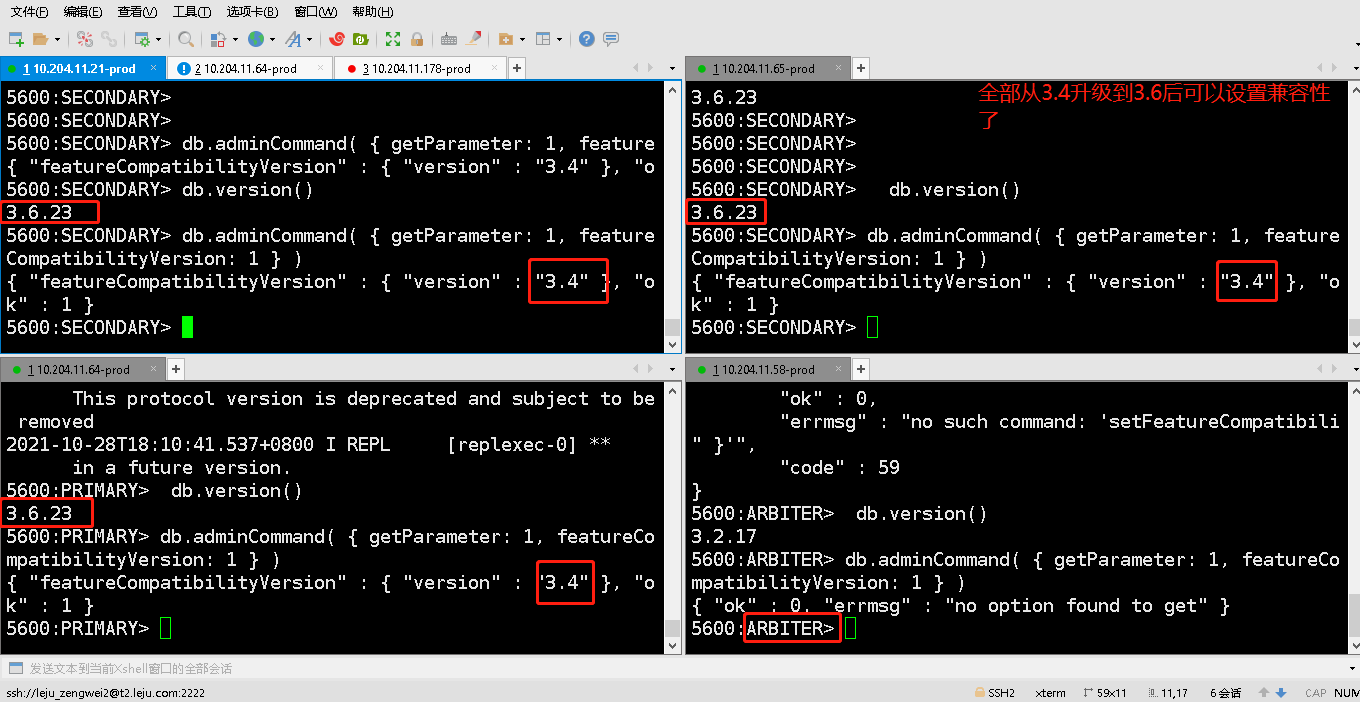 文件(F) 编辑(E) 查看(V) 工具(T) 选项卡(B) 窗口(W) 帮助(H)
1 10.204.11.21-prod × 2 10.204.11.64-prod × 3 10.204.11.178-prod × +
5600:SECONDARY>
5600:SECONDARY>
5600:SECONDARY> db.adminCommand( { getParameter: 1, feature
{ "featureCompatibilityVersion" : { "version" : "3.4" }, "o
5600:SECONDARY> db.version()
3.6.23
5600:SECONDARY> db.adminCommand( { getParameter: 1, feature
CompatibilityVersion: 1 } )
{ "featureCompatibilityVersion" : { "version" : "3.4" }, "o
k" : 1 }
5600:SECONDARY>
1 10.204.11.65-prod × +
全部从3.4升级到3.6后可以设置兼容性
了
3.6.23
5600:SECONDARY>
5600:SECONDARY>
5600:SECONDARY>
5600:SECONDARY>   db.version()
3.6.23
5600:SECONDARY> db.adminCommand( { getParameter: 1, feature
CompatibilityVersion: 1 } )
{ "featureCompatibilityVersion" : { "version" : "3.4" }, "o
k" : 1 }
5600:SECONDARY>
1 10.204.11.64-prod × +
This protocol version is deprecated and subject to be
removed
2021-10-28T18:10:41.537+0800 I REPL     [replexec-0] **
in a future version.
5600:PRIMARY>  db.version()
3.6.23
5600:PRIMARY> db.adminCommand( { getParameter: 1, featureCo
mpatibilityVersion: 1 } )
{ "featureCompatibilityVersion" : { "version" : "3.4" }, "o
k" : 1 }
5600:PRIMARY>
1 10.204.11.58-prod × +
"ok" : 0,
"errmsg" : "no such command: 'setFeatureCompatibili
" }'",
"code" : 59
}
5600:ARBITER>  db.version()
3.2.17
5600:ARBITER> db.adminCommand( { getParameter: 1, featureCo
mpatibilityVersion: 1 } )
{ "ok" : 0, "errmsg" : "no option found to get" }
5600:ARBITER>
发送文本到当前Xshell窗口的全部会话
ssh://leju_zengwei2@t2.leju.com:2222 SSH2 xterm 59x11 11,17 6 会话 CAP NUM